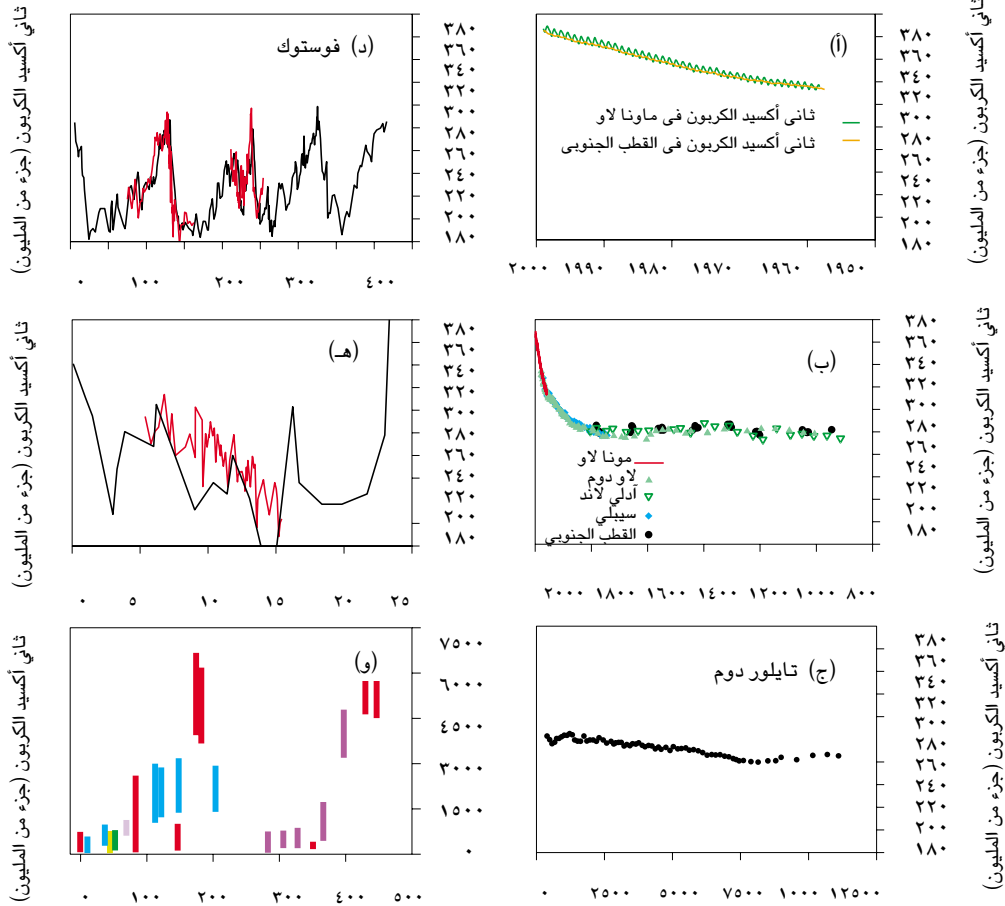 ثاني أكسيد الكربون (جزء من المليون)
٣٨٠
٣٦٠
٣٤٠
٣٢٠
٣٠٠
٢٨٠
٢٦٠
٢٤٠
٢٢٠
٢٠٠
١٨٠
(أ)
ثانى أكسيد الكربون فى ماونا لاو
ثانى أكسيد الكربون فى القطب الجنوبى
٢٠٠٠ ١٩٩٠ ١٩٨٠ ١٩٧٠ ١٩٦٠ ١٩٥٠
ثاني أكسيد الكربون (جزء من المليون)
٣٨٠
٣٦٠
٣٤٠
٣٢٠
٣٠٠
٢٨٠
٢٦٠
٢٤٠
٢٢٠
٢٠٠
١٨٠
(د) فوستوك
٠ ١٠٠ ٢٠٠ ٣٠٠ ٤٠٠
ثاني أكسيد الكربون (جزء من المليون)
٣٨٠
٣٦٠
٣٤٠
٣٢٠
٣٠٠
٢٨٠
٢٦٠
٢٤٠
٢٢٠
٢٠٠
١٨٠
(ب)
مونا لاو
لاو دوم
آدلي لاند
سيبلي
القطب الجنوبي
٢٠٠٠ ١٨٠٠ ١٦٠٠ ١٤٠٠ ١٢٠٠ ١٠٠٠ ٨٠٠
ثاني أكسيد الكربون (جزء من المليون)
٣٨٠
٣٦٠
٣٤٠
٣٢٠
٣٠٠
٢٨٠
٢٦٠
٢٤٠
٢٢٠
٢٠٠
١٨٠
(هـ)
٠ ٥ ١٠ ١٥ ٢٠ ٢٥
ثاني أكسيد الكربون (جزء من المليون)
٣٨٠
٣٦٠
٣٤٠
٣٢٠
٣٠٠
٢٨٠
٢٦٠
٢٤٠
٢٢٠
٢٠٠
١٨٠
(ج) تايلور دوم
٠ ٢٥٠٠ ٥٠٠٠ ٧٥٠٠ ١٠٠٠٠ ١٢٥٠٠
ثاني أكسيد الكربون (جزء من المليون)
٧٥٠٠
٦٠٠٠
٤٥٠٠
٣٠٠٠
١٥٠٠
٠
(و)
٠ ١٠٠ ٢٠٠ ٣٠٠ ٤٠٠ ٥٠٠